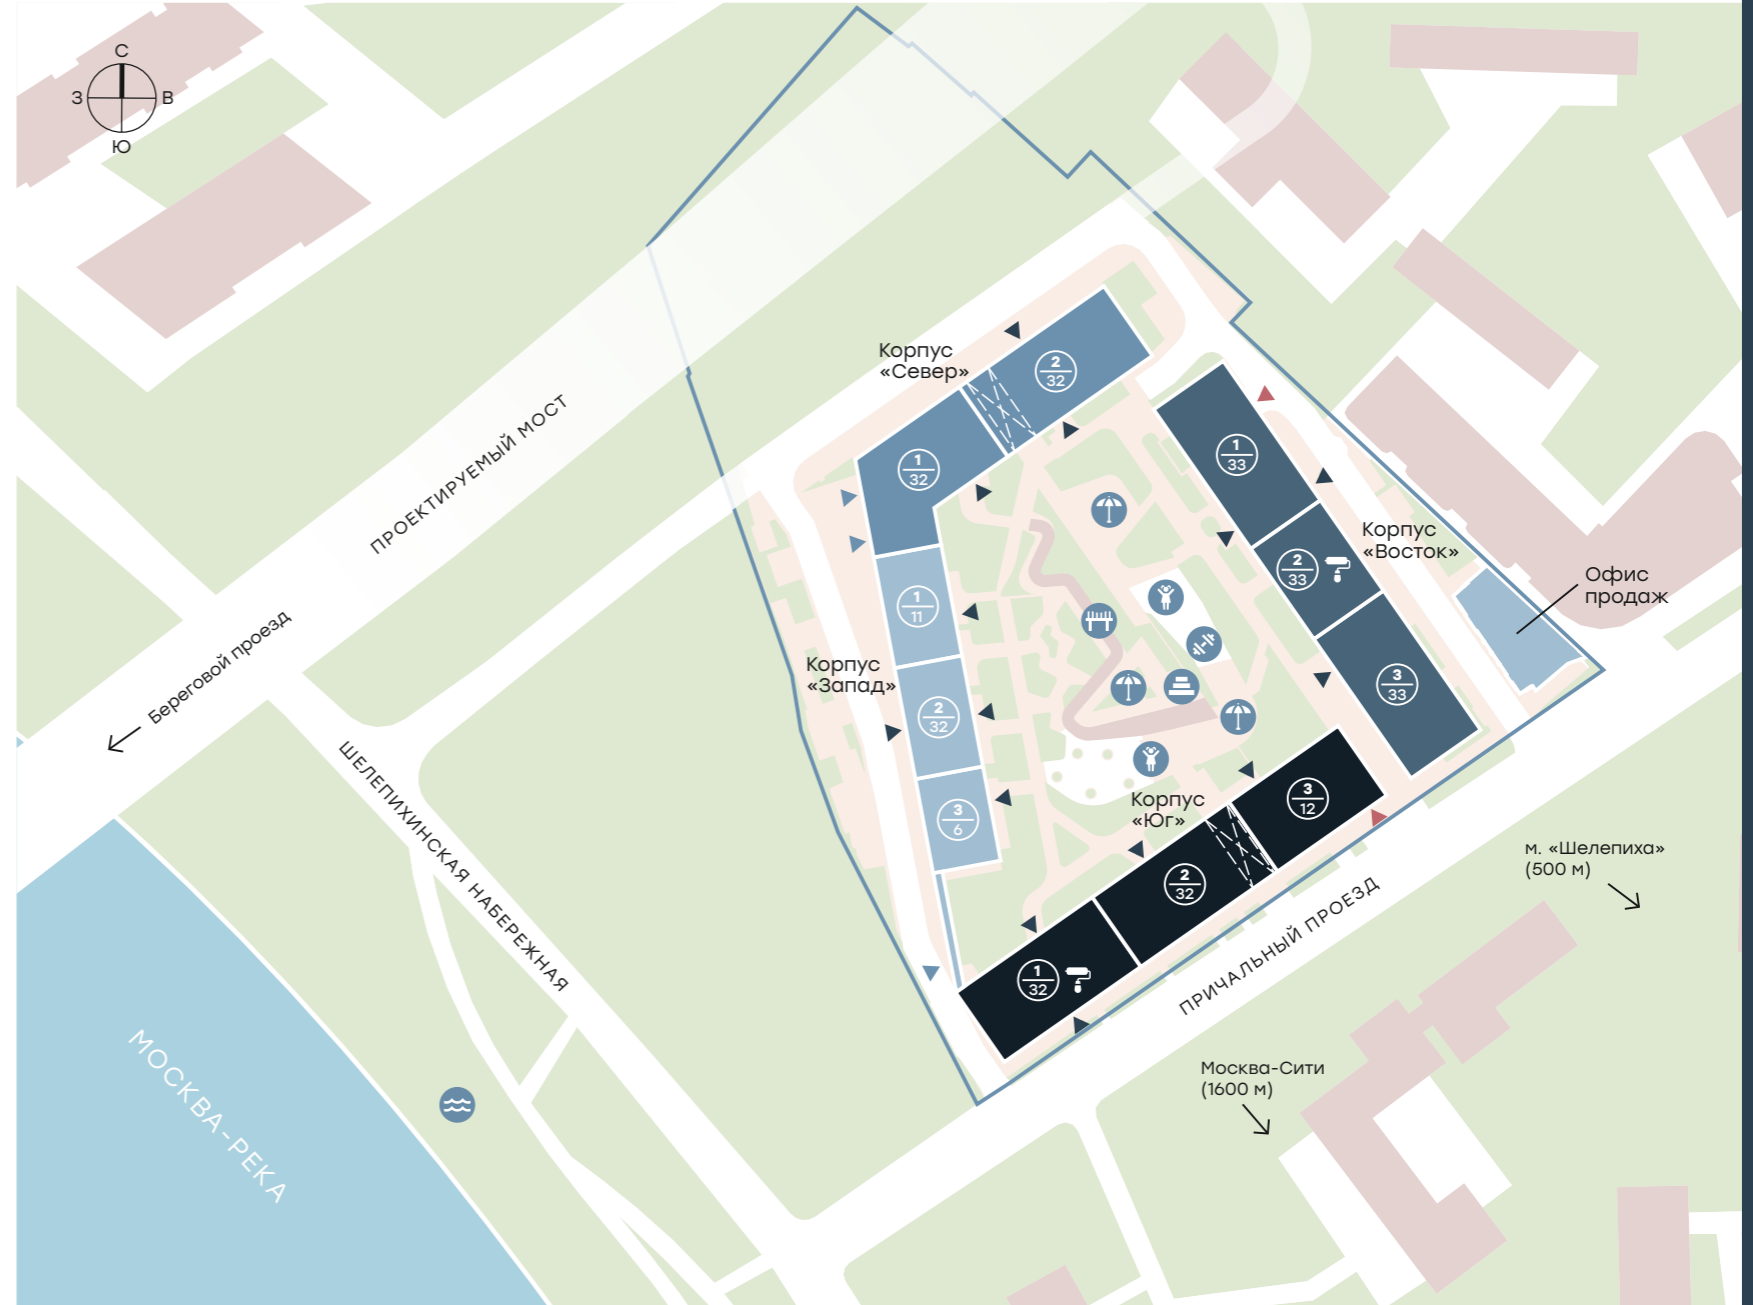 С
З
В
Ю
Корпус
«Север»
2
32
1
32
ПРОЕКТИРУЕМЫЙ МОСТ
1
33
Корпус
«Восток»
2
33
Офис
продаж
1
11
Береговой проезд
Корпус
«Запад»
3
33
2
32
ШЕЛЕПИХИНСКАЯ НАБЕРЕЖНАЯ
Корпус
«Юг»
3
12
3
6
м. «Шелепиха»
(500 м)
2
32
ПРИЧАЛЬНЫЙ ПРОЕЗД
1
32
Москва-Сити
(1600 м)
МОСКВА-РЕКА